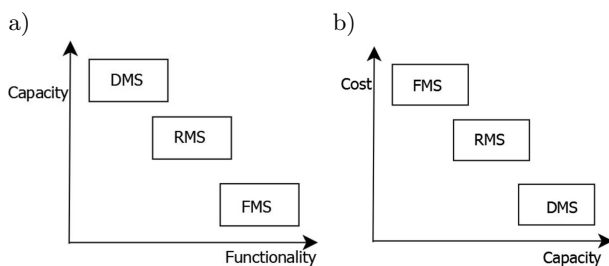 a)
Capacity
DMS
RMS
FMS
Functionality
b)
Cost
FMS
RMS
DMS
Capacity